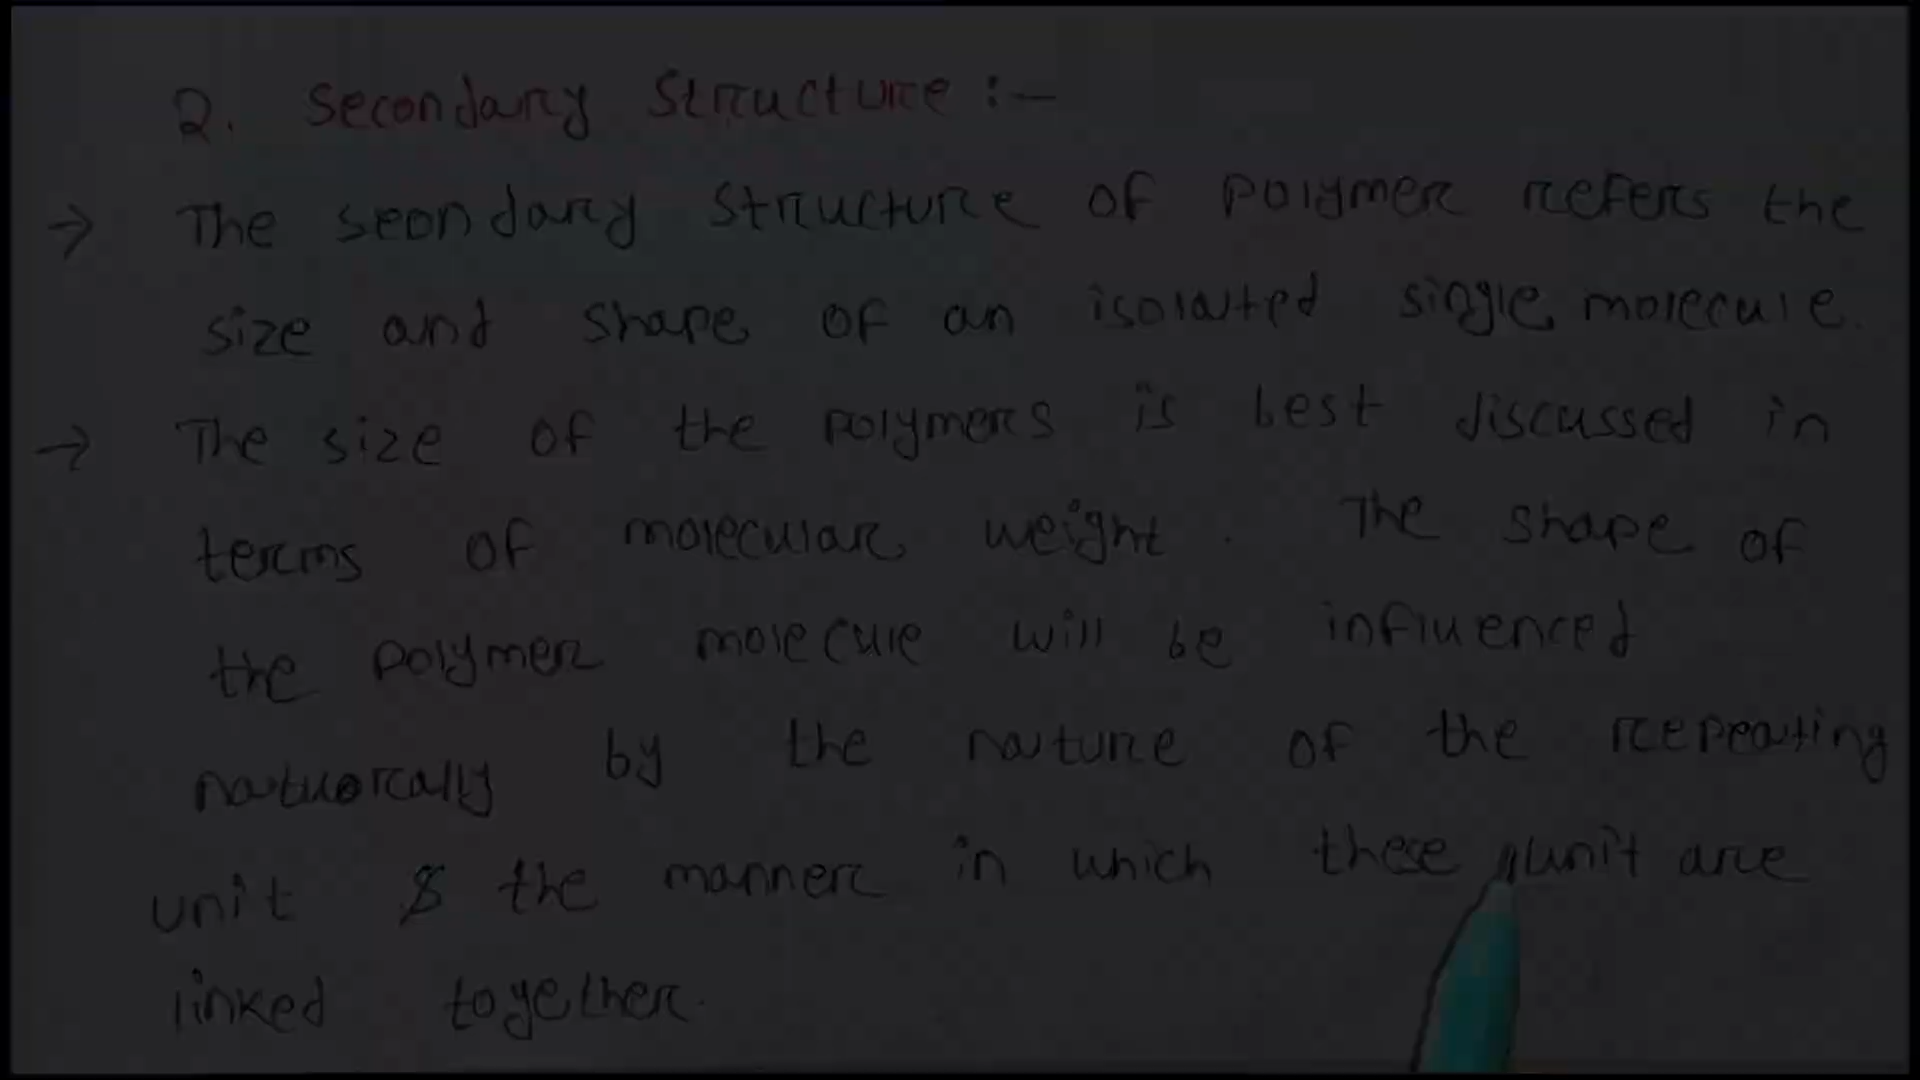 2. Secondary Structure :-
→ The seondary structure of polymer refers the
size and shape of an isolated single molecule.
→ The size of the polymers is best discussed in
terms of molecular weight. The shape of
the polymer molecule will be influenced
naturally by the nature of the repeating
unit & the manner in which these unit are
linked together.